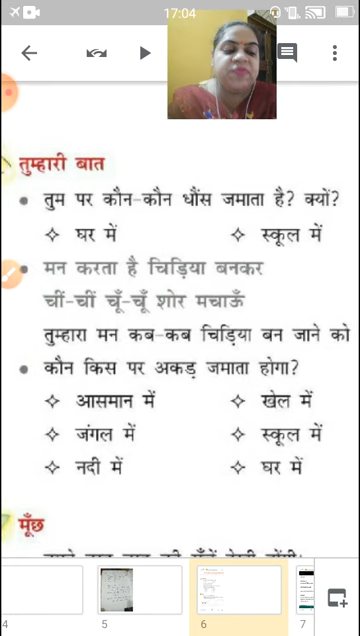 17:04
तुम्हारी बात
तुम पर कौन-कौन धौंस जमाता है? क्यों?
घर में स्कूल में
मन करता है चिड़िया बनकर
चीं-चीं चूँ-चूँ शोर मचाऊँ
तुम्हारा मन कब-कब चिड़िया बन जाने को
कौन किस पर अकड़ जमाता होगा?
आसमान में खेल में
जंगल में स्कूल में
नदी में घर में
मूँछ
4 5 6 7